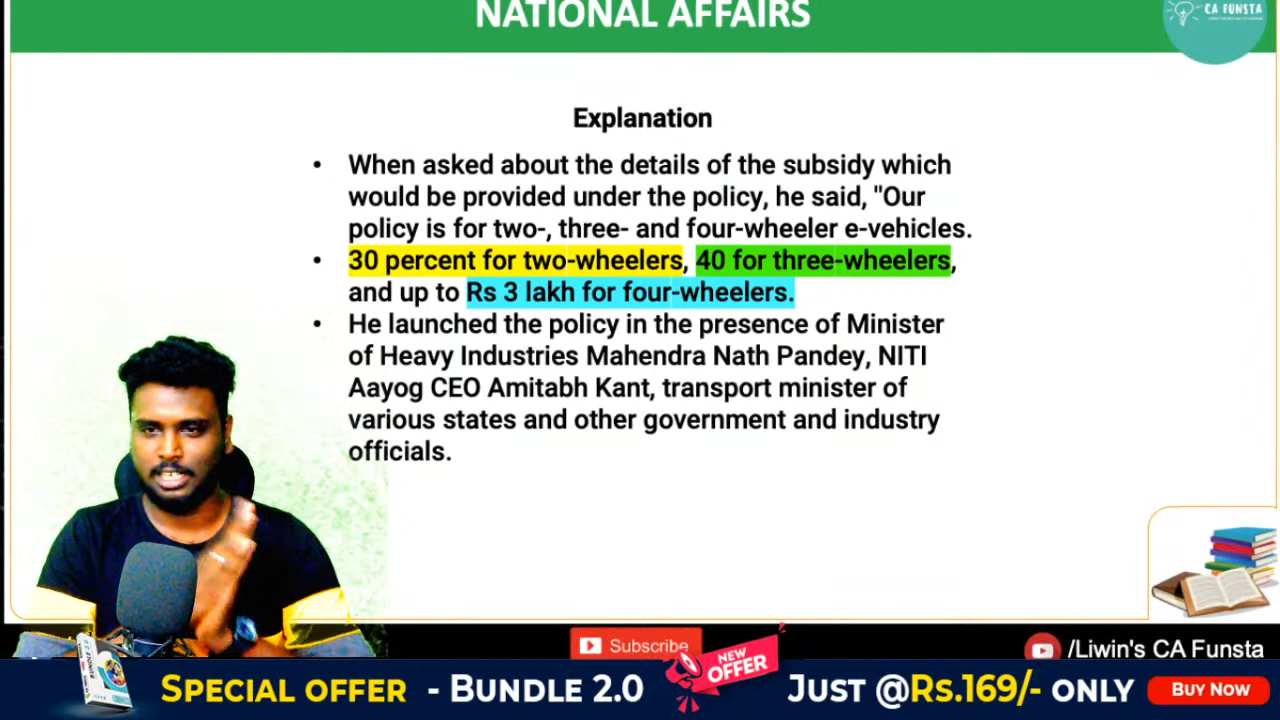 NATIONAL AFFAIRS
CA FUNSTA
Explanation
• When asked about the details of the subsidy which
would be provided under the policy, he said, "Our
policy is for two-, three- and four-wheeler e-vehicles.
• 30 percent for two-wheelers, 40 for three-wheelers,
and up to Rs 3 lakh for four-wheelers.
• He launched the policy in the presence of Minister
of Heavy Industries Mahendra Nath Pandey, NITI
Aayog CEO Amitabh Kant, transport minister of
various states and other government and industry
officials.
Subscribe
/Liwin's CA Funsta
SPECIAL OFFER - BUNDLE 2.0
NEW
OFFER
JUST @Rs.169/- ONLY
Buy Now